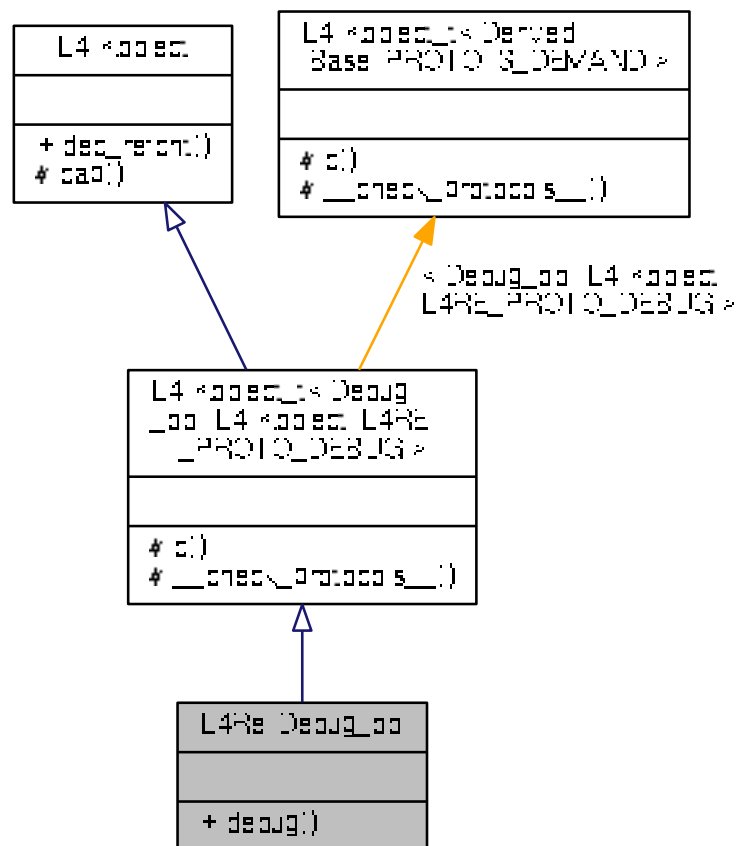 L4::Kobject
+ dec_refcnt()
# cap()
L4::Kobject_t< Derived,
Base, PROTO, S_DEMAND >
# c()
# __check_protocols__()
< Debug_obj, L4::Kobject,
L4RE_PROTO_DEBUG >
L4::Kobject_t< Debug
_obj, L4::Kobject, L4RE
_PROTO_DEBUG >
# c()
# __check_protocols__()
L4Re::Debug_obj
+ debug()